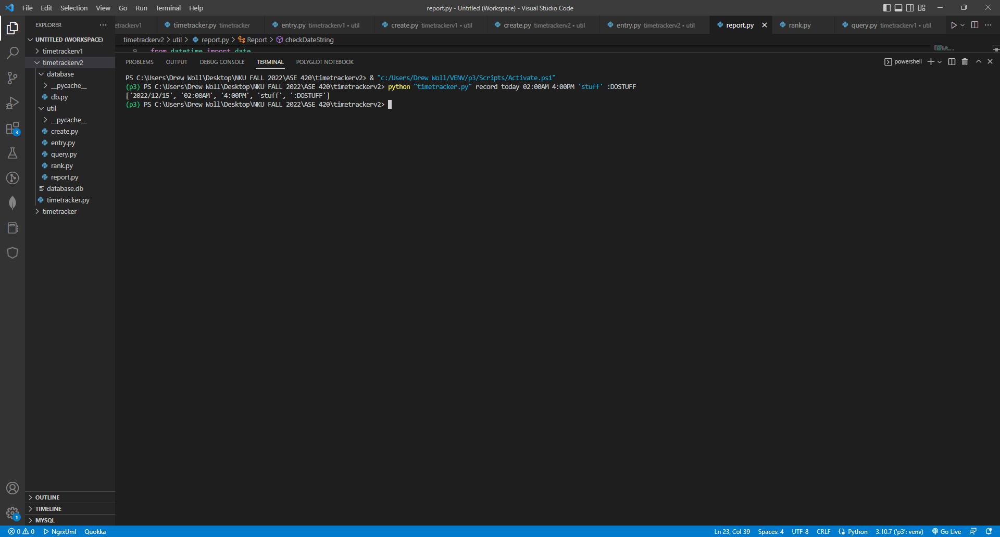 File Edit Selection View Go Run Terminal Help
report.py - Untitled (Workspace) - Visual Studio Code
EXPLORER
etrackerv1
timetracker.py timetracker
entry.py timetrackerv1 • util
create.py timetrackerv1 • util
create.py timetrackerv2 • util
entry.py timetrackerv2 • util
report.py
rank.py
query.py timetrackerv1 • util
timetrackerv2 > util > report.py > Report > checkDateString
9 from datetime import date
UNTITLED (WORKSPACE)
timetrackerv1
timetrackerv2
database
__pycache__
db.py
util
__pycache__
create.py
entry.py
query.py
rank.py
report.py
database.db
timetracker.py
timetracker
OUTLINE
TIMELINE
MYSQL
3
1
PROBLEMS OUTPUT DEBUG CONSOLE TERMINAL POLYGLOT NOTEBOOK
powershell
PS C:\Users\Drew Woll\Desktop\NKU FALL 2022\ASE 420\timetrackerv2> & "c:/Users/Drew Woll/VENV/p3/Scripts/Activate.ps1"
(p3) PS C:\Users\Drew Woll\Desktop\NKU FALL 2022\ASE 420\timetrackerv2> python "timetracker.py" record today 02:00AM 4:00PM 'stuff' :DOSTUFF
['2022/12/15', '02:00AM', '4:00PM', 'stuff', ':DOSTUFF']
(p3) PS C:\Users\Drew Woll\Desktop\NKU FALL 2022\ASE 420\timetrackerv2>
0 0 NgrxUml Quokka
Ln 23, Col 39 Spaces: 4 UTF-8 CRLF Python 3.10.7 ('p3': venv) Go Live